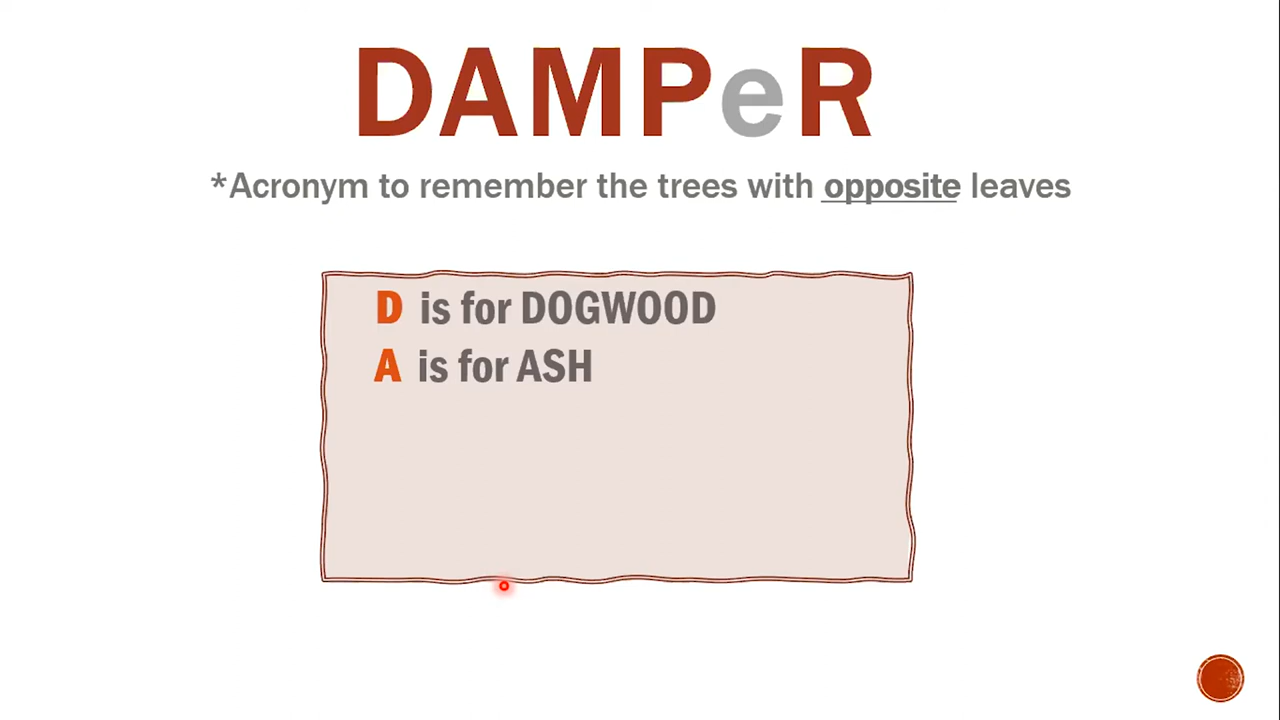 DAMPeR
*Acronym to remember the trees with opposite leaves
D is for DOGWOOD
A is for ASH